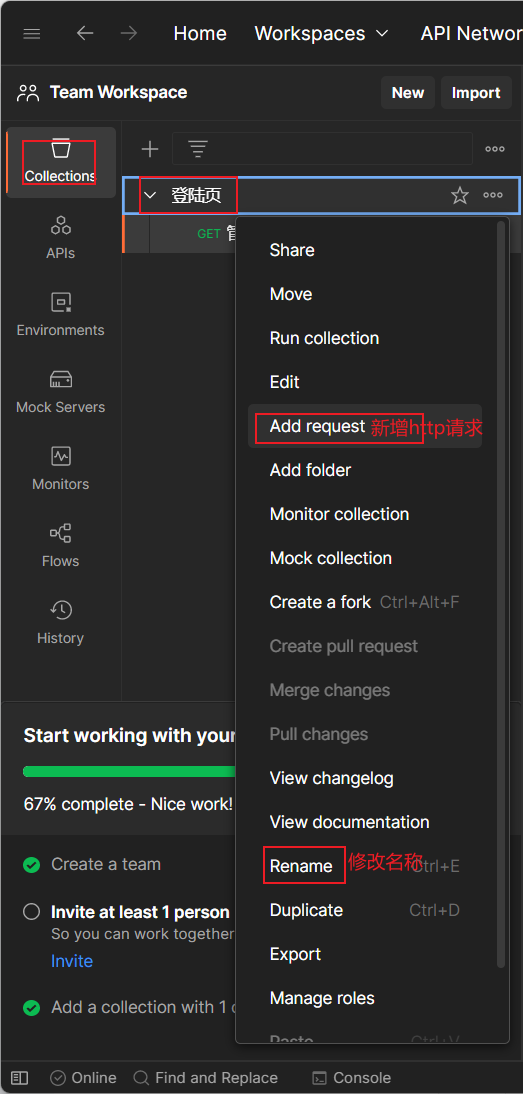 Home Workspaces API Networ
Team Workspace New Import
Collections
登陆页
GET
APIs
Environments
Mock Servers
Monitors
Flows
History
Share
Move
Run collection
Edit
Add request 新增http请求
Add folder
Monitor collection
Mock collection
Create a fork Ctrl+Alt+F
Create pull request
Merge changes
Pull changes
View changelog
View documentation
Rename 修改名称 Ctrl+E
Duplicate Ctrl+D
Export
Manage roles
Paste Ctrl+V
Start working with your
67% complete - Nice work!
Create a team
Invite at least 1 person
So you can work together
Invite
Add a collection with 1
Online Find and Replace Console